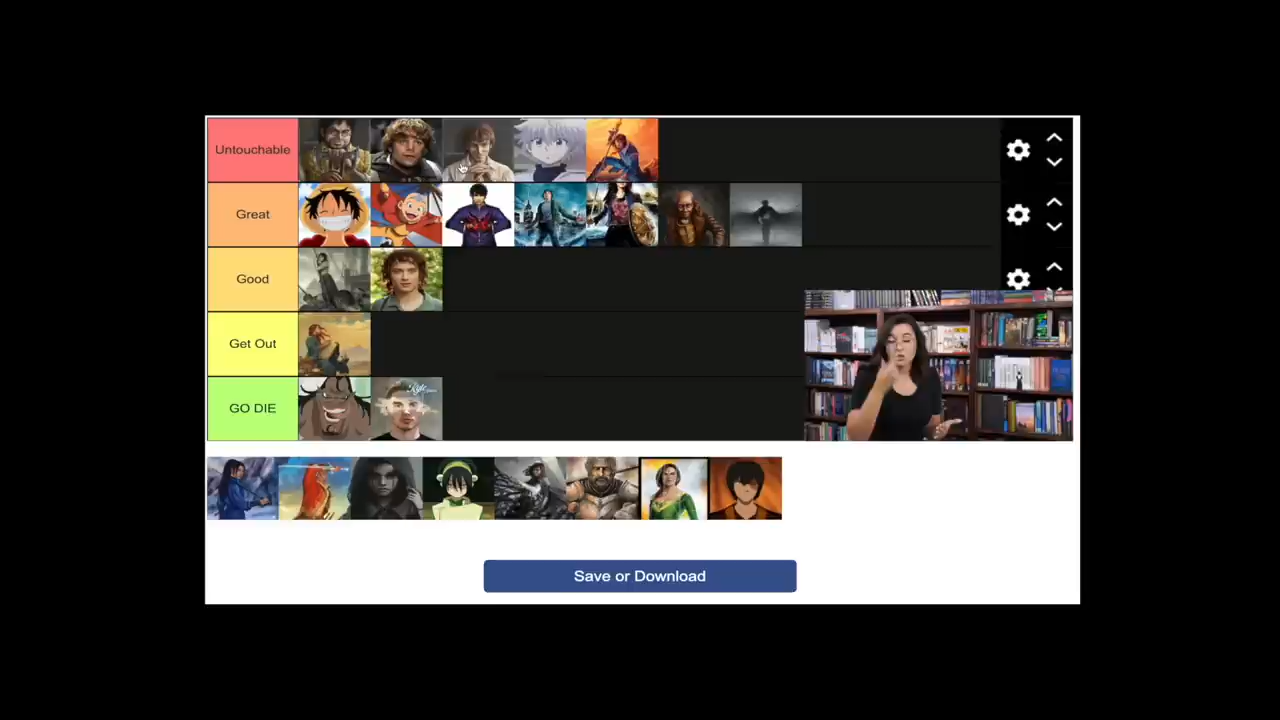 Untouchable
Great
Good
Get Out
GO DIE
Save or Download